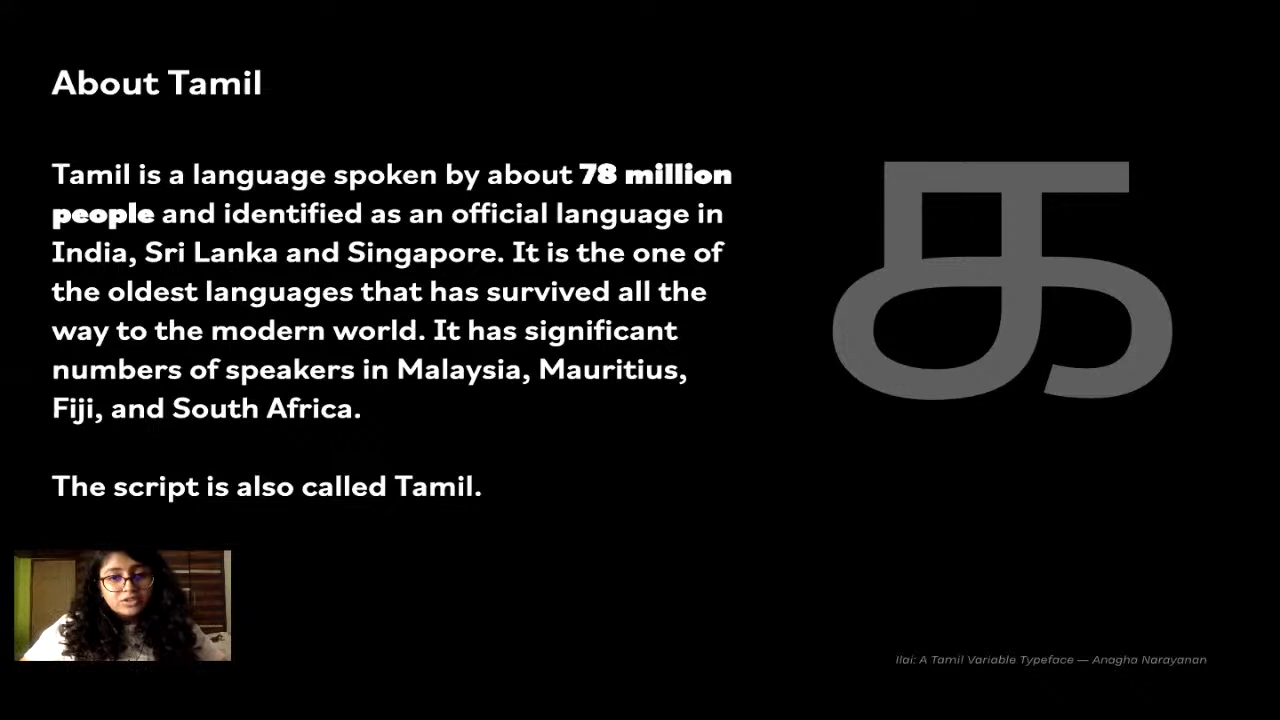 About Tamil
Tamil is a language spoken by about 78 million
people and identified as an official language in
India, Sri Lanka and Singapore. It is the one of
the oldest languages that has survived all the
way to the modern world. It has significant
numbers of speakers in Malaysia, Mauritius,
Fiji, and South Africa.
The script is also called Tamil.
க
Ilai: A Tamil Variable Typeface — Anagha Narayanan